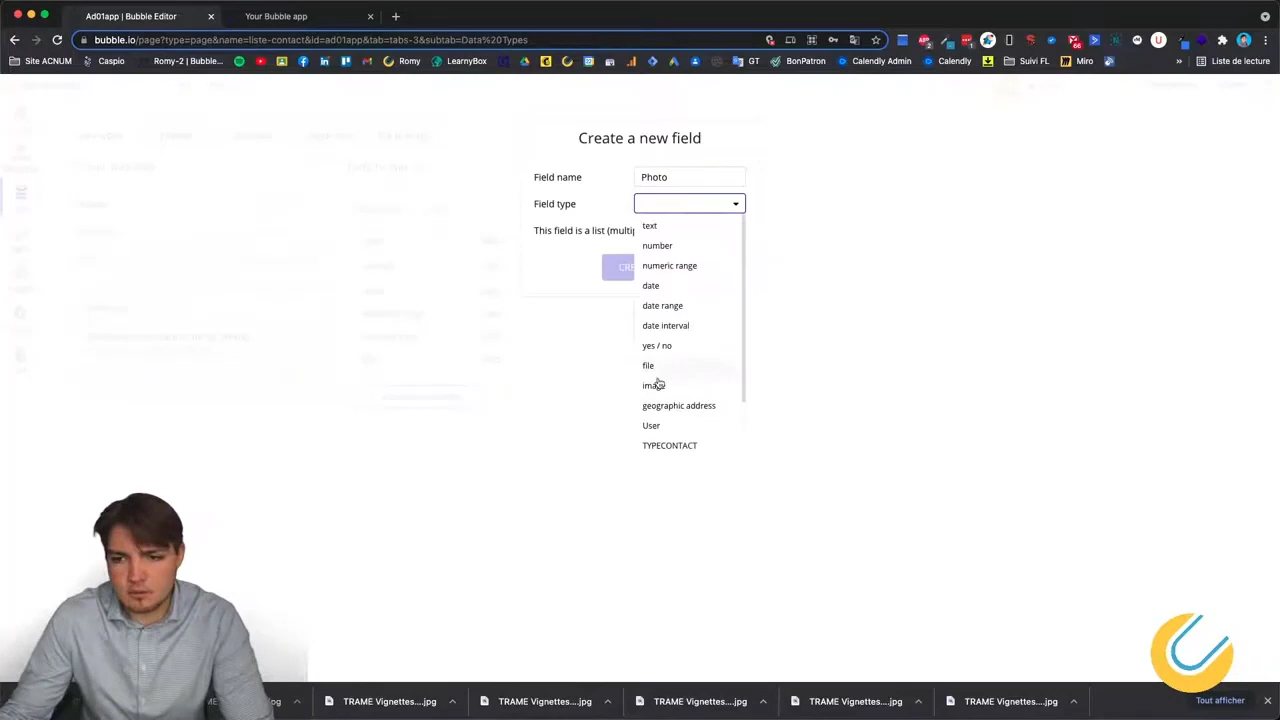 Ad01app | Bubble Editor
Your Bubble app
bubble.io/page?type=page&name=liste-contact&id=ad01app&tab=tabs-3&subtab=Data%20Types
Site ACNUM
Caspio
Romy-2 | Bubble...
Romy
LearnyBox
GT
BonPatron
Calendly Admin
Calendly
Suivi FL
Miro
»
Liste de lecture
Create a new field
Field name
Photo
Field type
This field is a list (multip
text
number
CRE
numeric range
date
date range
date interval
yes / no
file
geographic address
User
TYPECONTACT
TRAME Vignettes....jpg
TRAME Vignettes....jpg
TRAME Vignettes....jpg
TRAME Vignettes....jpg
TRAME Vignettes....jpg
Tout afficher